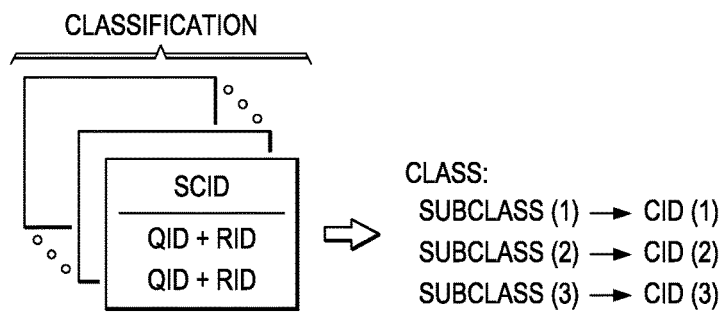 CLASSIFICATION
SCID
QID + RID
QID + RID
CLASS:
SUBCLASS (1) → CID (1)
SUBCLASS (2) → CID (2)
SUBCLASS (3) → CID (3)